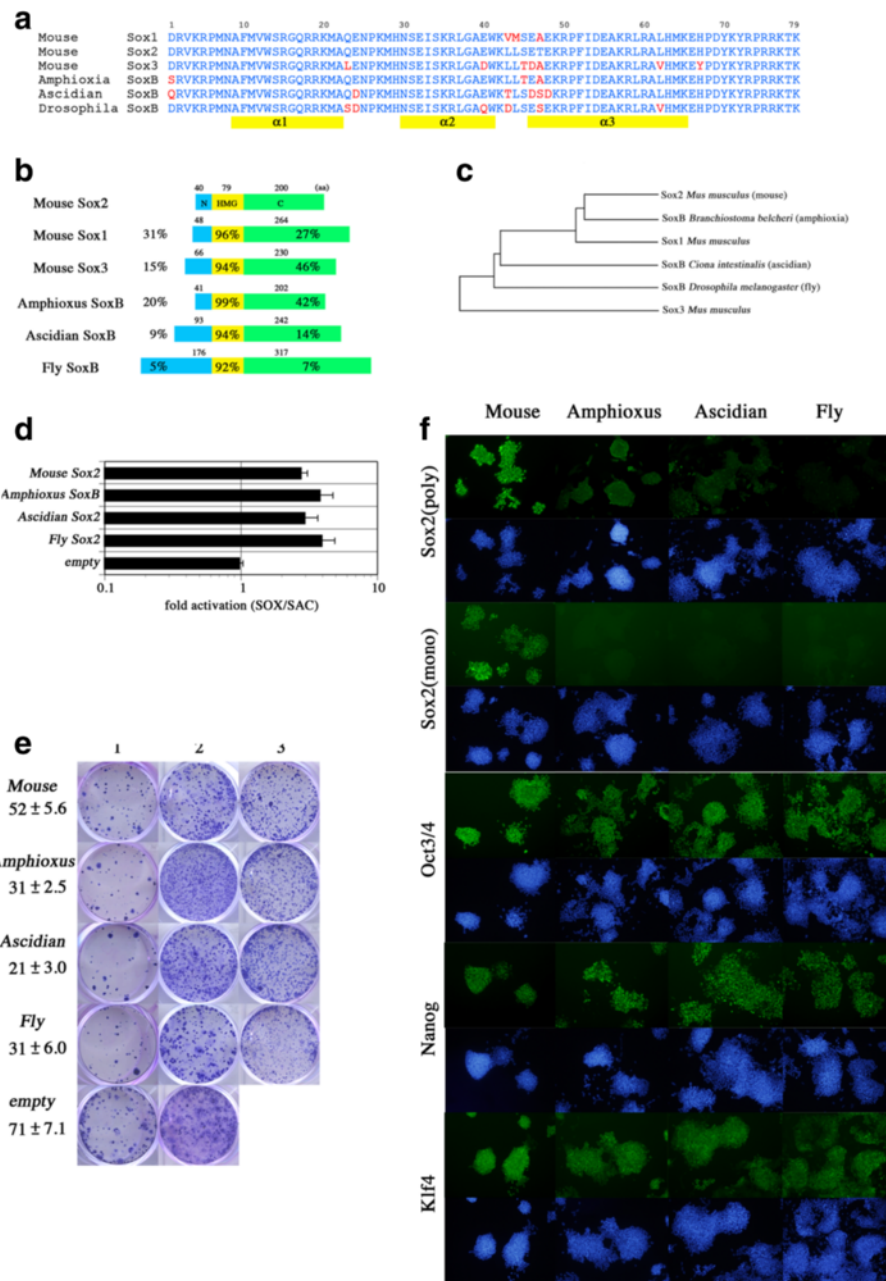 a
1 10 20 30 40 50 60 70 79
Mouse Sox1 DRVKRPMNAFMVWSRGQRRKMAQENPKMHNSEISKRLGAEWKVMSEAEKRPFIDEAKRLRALHMKEHPDYKYRPRRKTK
Mouse Sox2 DRVKRPMNAFMVWSRGQRRKMAQENPKMHNSEISKRLGAEWKLLSETEKRPFIDEAKRLRALHMKEHPDYKYRPRRKTK
Mouse Sox3 DRVKRPMNAFMVWSRGQRRKMALENPKMHNSEISKRLGADWKLLTDAEKRPFIDEAKRLRAVHMKEYPDYKYRPRRKTK
Amphioxia SoxB SRVKRPMNAFMVWSRGQRRKMAQENPKMHNSEISKRLGAEWKLLTEAEKRPFIDEAKRLRALHMKEHPDYKYRPRRKTK
Ascidian SoxB QRVKRPMNAFMVWSRGQRRKMAQDNPKMHNSEISKRLGAEWKTLSDSDKRPFIDEAKRLRALHMKEHPDYKYRPRRKTK
Drosophila SoxB DRVKRPMNAFMVWSRGQRRKMASDNPKMHNSEISKRLGAQWKDLSESEKRPFIDEAKRLRAVHMKEHPDYKYRPRRKTK
α1 α2 α3
b
40 79 200 (aa)
Mouse Sox2 N HMG C
48 264
Mouse Sox1 31% 96% 27%
66 230
Mouse Sox3 15% 94% 46%
41 202
Amphioxus SoxB 20% 99% 42%
93 242
Ascidian SoxB 9% 94% 14%
176 317
Fly SoxB 5% 92% 7%
c
Sox2 Mus musculus (mouse)
SoxB Branchiostoma belcheri (amphioxia)
Sox1 Mus musculus
SoxB Ciona intestinalis (ascidian)
SoxB Drosophila melanogaster (fly)
Sox3 Mus musculus
d
Mouse Sox2
Amphioxus SoxB
Ascidian Sox2
Fly Sox2
empty
0.1 1 10
fold activation (SOX/SAC)
e
1 2 3
Mouse
52 ± 5.6
mphioxus
31 ± 2.5
Ascidian
21 ± 3.0
Fly
31 ± 6.0
empty
71 ± 7.1
f
Mouse Amphioxus Ascidian Fly
Sox2(poly)
Sox2(mono)
Oct3/4
Nanog
Klf4